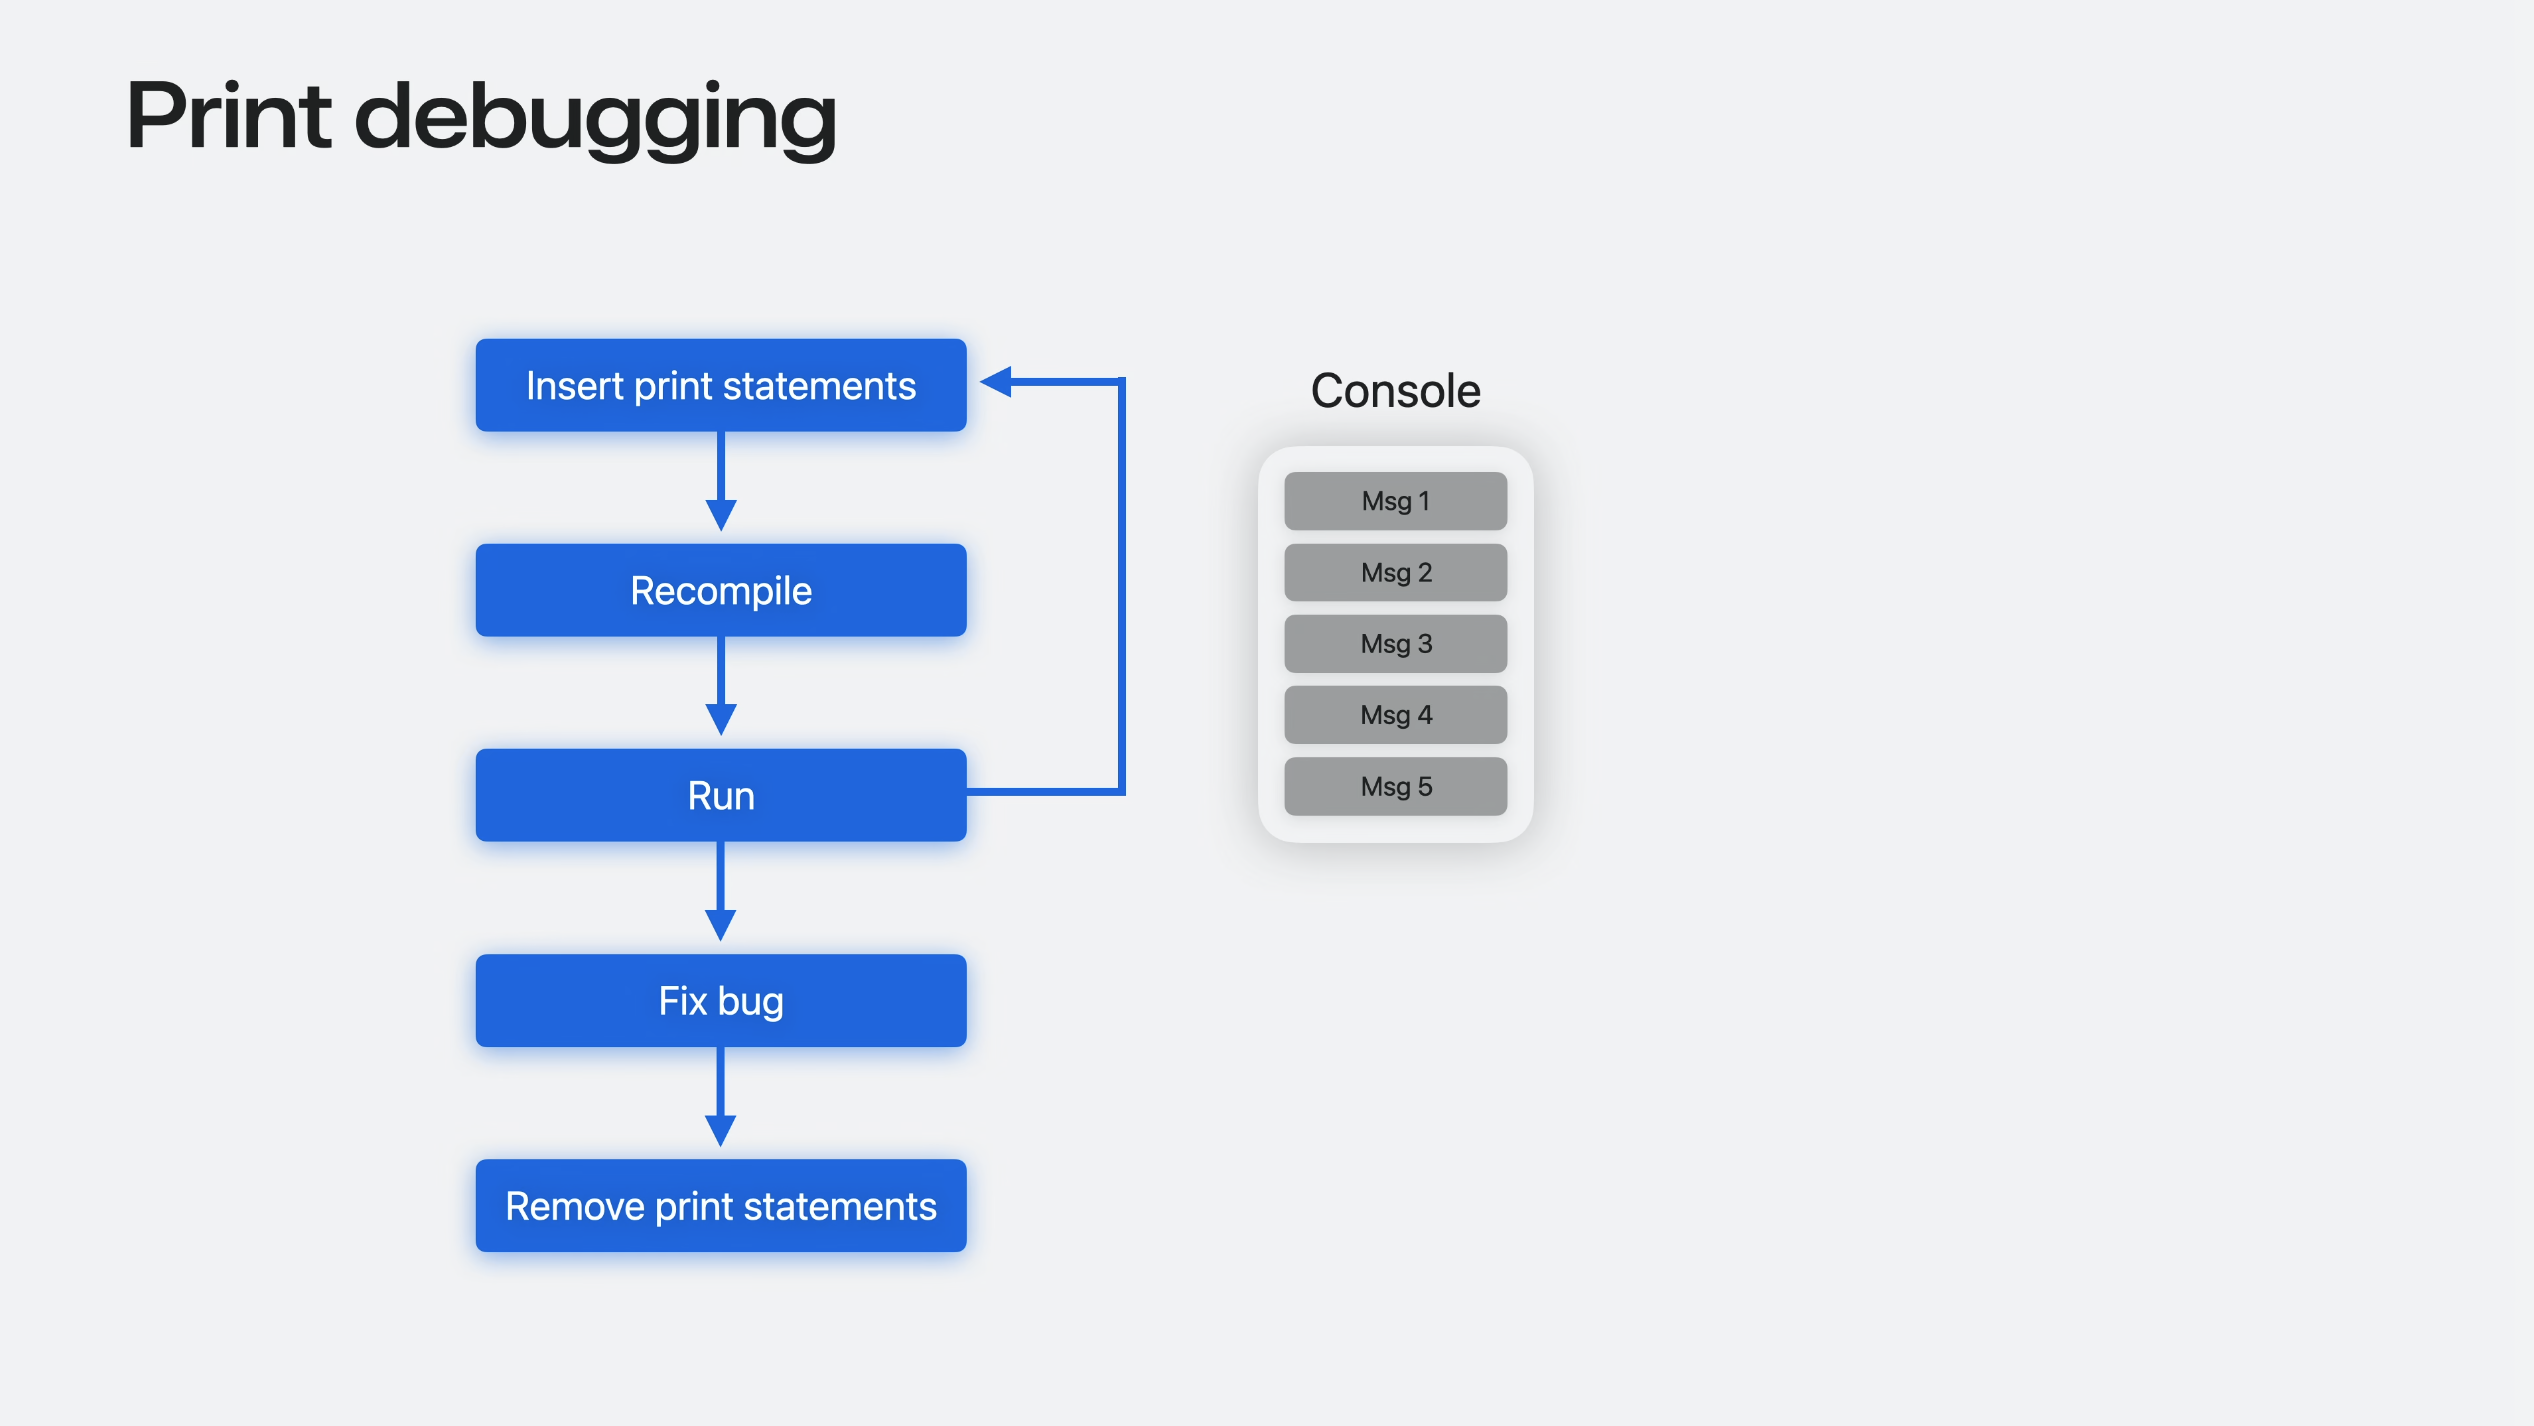 Print debugging
Insert print statements
Recompile
Run
Fix bug
Remove print statements
Console
Msg 1
Msg 2
Msg 3
Msg 4
Msg 5